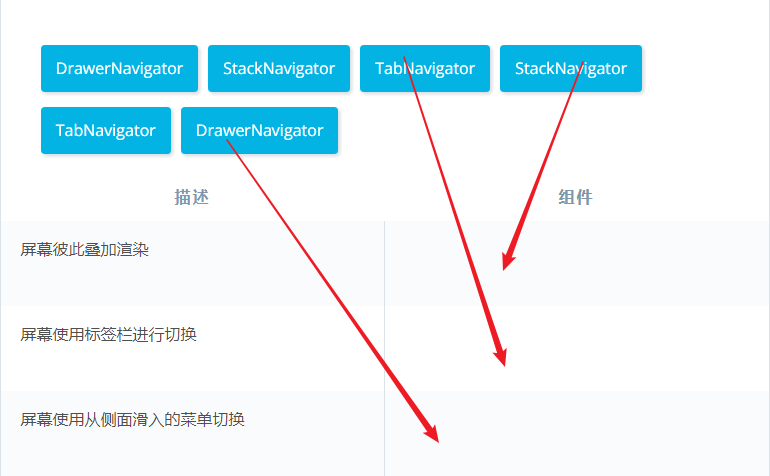 DrawerNavigator StackNavigator TabNavigator StackNavigator
TabNavigator DrawerNavigator
描述 组件
屏幕彼此叠加渲染
屏幕使用标签栏进行切换
屏幕使用从侧面滑入的菜单切换